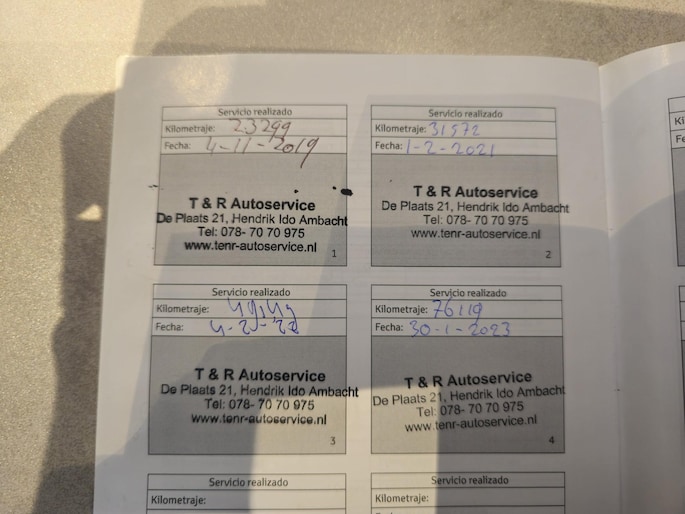 Servicio realizado
Kilometraje: 23299
Fecha: 4-11-2019
T & R Autoservice
De Plaats 21, Hendrik Ido Ambacht
Tel: 078- 70 70 975
www.tenr-autoservice.nl
1
Servicio realizado
Kilometraje: 31572
Fecha: 1-2-2021
T & R Autoservice
De Plaats 21, Hendrik Ido Ambacht
Tel: 078- 70 70 975
www.tenr-autoservice.nl
2
Servicio realizado
Kilometraje:
Fecha:
T & R Autoservice
De Plaats 21, Hendrik Ido Ambacht
Tel: 078- 70 70 975
www.tenr-autoservice.nl
3
Servicio realizado
Kilometraje: 76119
Fecha: 30-1-2023
T & R Autoservice
De Plaats 21, Hendrik Ido Ambacht
Tel: 078- 70 70 975
www.tenr-autoservice.nl
4
Servicio realizado
Kilometraje:
Servicio realizado
Kilometraje: